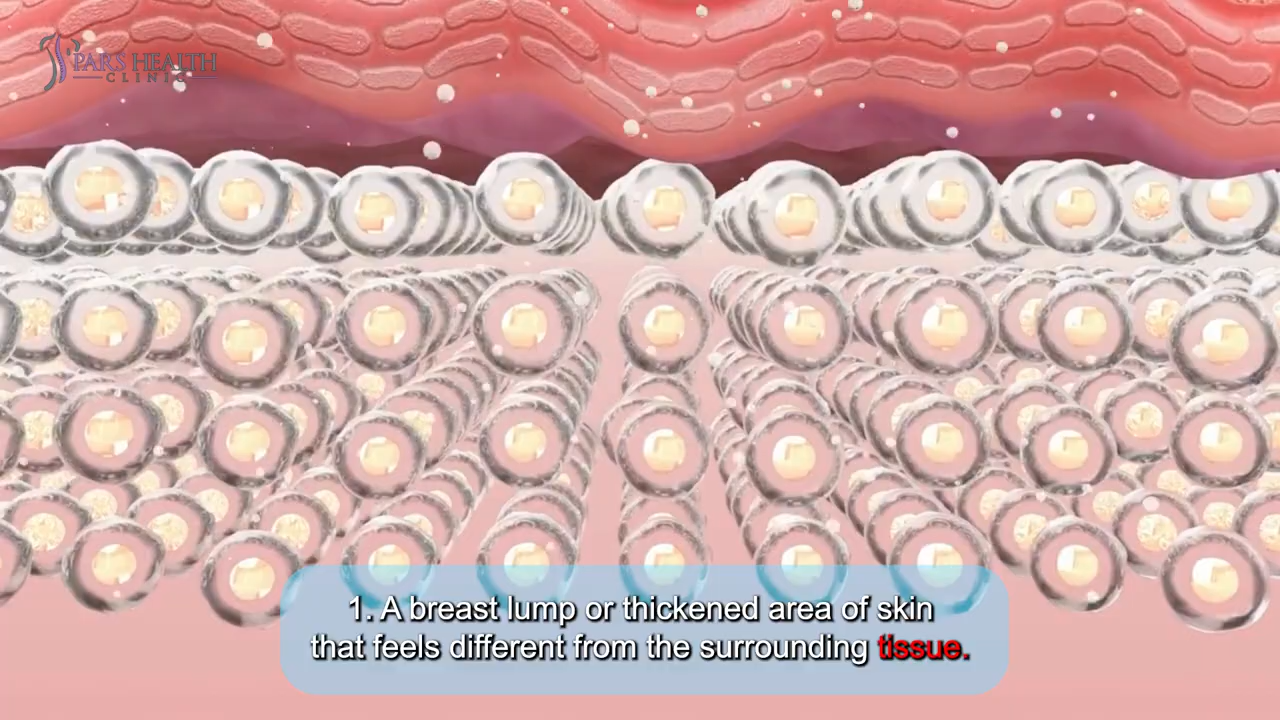 PARS HEALTH
CLINIC
1. A breast lump or thickened area of skin
that feels different from the surrounding tissue.